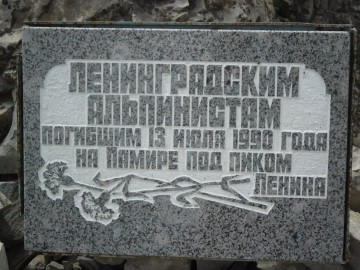 ЛЕНИНГРАДСКИМ
АЛЬПИНИСТАМ
ПОГИБШИМ 13 ИЮЛЯ 1990 ГОДА
НА ПАМИРЕ ПОД ПИКОМ
ЛЕНИНА